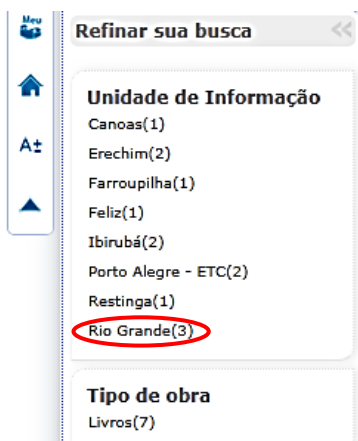 Meu
Refinar sua busca
Unidade de Informação
Canoas(1)
Erechim(2)
A±
Farroupilha(1)
Feliz(1)
Ibirubá(2)
Porto Alegre - ETC(2)
Restinga(1)
Rio Grande(3)
Tipo de obra
Livros(7)